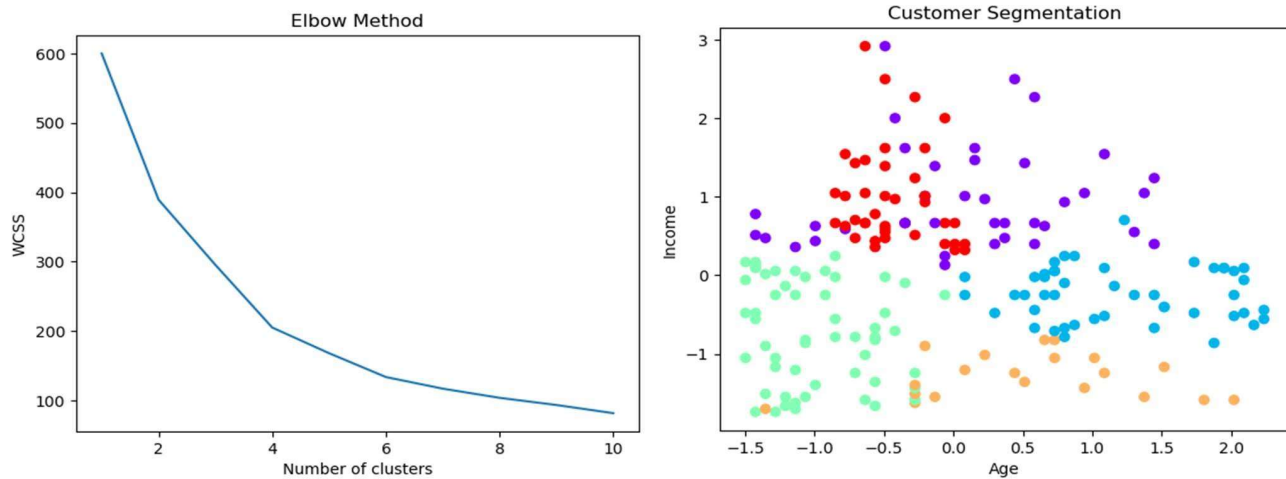 Elbow Method
600
500
400
300
200
100
WCSS
2 4 6 8 10
Number of clusters
Customer Segmentation
3
2
1
0
−1
Income
−1.5 −1.0 −0.5 0.0 0.5 1.0 1.5 2.0
Age